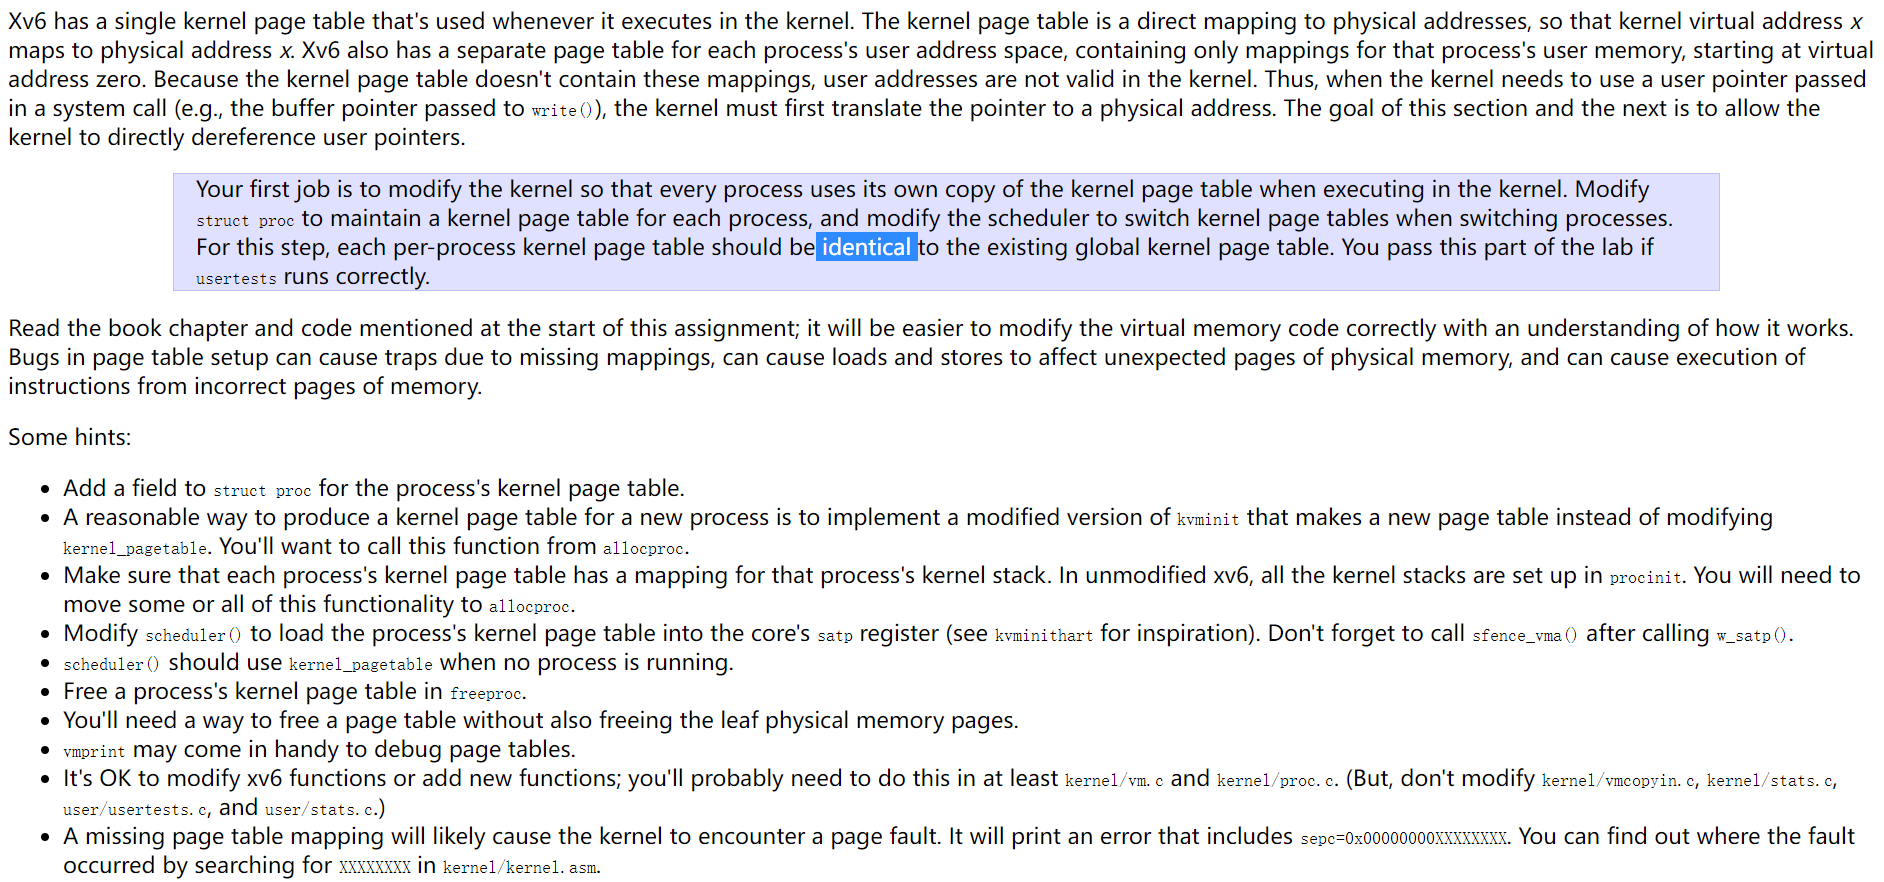 Xv6 has a single kernel page table that's used whenever it executes in the kernel. The kernel page table is a direct mapping to physical addresses, so that kernel virtual address x
maps to physical address x. Xv6 also has a separate page table for each process's user address space, containing only mappings for that process's user memory, starting at virtual
address zero. Because the kernel page table doesn't contain these mappings, user addresses are not valid in the kernel. Thus, when the kernel needs to use a user pointer passed
in a system call (e.g., the buffer pointer passed to write()), the kernel must first translate the pointer to a physical address. The goal of this section and the next is to allow the
kernel to directly dereference user pointers.
Your first job is to modify the kernel so that every process uses its own copy of the kernel page table when executing in the kernel. Modify
struct proc to maintain a kernel page table for each process, and modify the scheduler to switch kernel page tables when switching processes.
For this step, each per-process kernel page table should be identical to the existing global kernel page table. You pass this part of the lab if
usertests runs correctly.
Read the book chapter and code mentioned at the start of this assignment; it will be easier to modify the virtual memory code correctly with an understanding of how it works.
Bugs in page table setup can cause traps due to missing mappings, can cause loads and stores to affect unexpected pages of physical memory, and can cause execution of
instructions from incorrect pages of memory.
Some hints:
• Add a field to struct proc for the process's kernel page table.
• A reasonable way to produce a kernel page table for a new process is to implement a modified version of kvminit that makes a new page table instead of modifying
kernel_pagetable. You'll want to call this function from allocproc.
• Make sure that each process's kernel page table has a mapping for that process's kernel stack. In unmodified xv6, all the kernel stacks are set up in procinit. You will need to
move some or all of this functionality to allocproc.
• Modify scheduler() to load the process's kernel page table into the core's satp register (see kvminithart for inspiration). Don't forget to call sfence_vma() after calling w_satp().
• scheduler() should use kernel_pagetable when no process is running.
• Free a process's kernel page table in freeproc.
• You'll need a way to free a page table without also freeing the leaf physical memory pages.
• vmprint may come in handy to debug page tables.
• It's OK to modify xv6 functions or add new functions; you'll probably need to do this in at least kernel/vm.c and kernel/proc.c. (But, don't modify kernel/vmcopyin.c, kernel/stats.c,
user/usertests.c, and user/stats.c.)
• A missing page table mapping will likely cause the kernel to encounter a page fault. It will print an error that includes sepc=0x00000000XXXXXXXX. You can find out where the fault
occurred by searching for XXXXXXXX in kernel/kernel.asm.